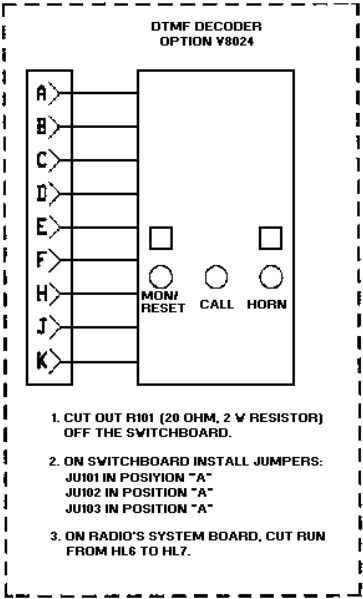 DTMF DECODER
OPTION V8024
A
B
C
D
E
F
H
J
K
MON/
RESET
CALL
HORN
1. CUT OUT R101 (20 OHM, 2 W RESISTOR)
OFF THE SWITCHBOARD.
2. ON SWITCHBOARD INSTALL JUMPERS:
JU101 IN POSIYION "A"
JU102 IN POSITION "A"
JU103 IN POSITION "A"
3. ON RADIO'S SYSTEM BOARD, CUT RUN
FROM HL6 TO HL7.